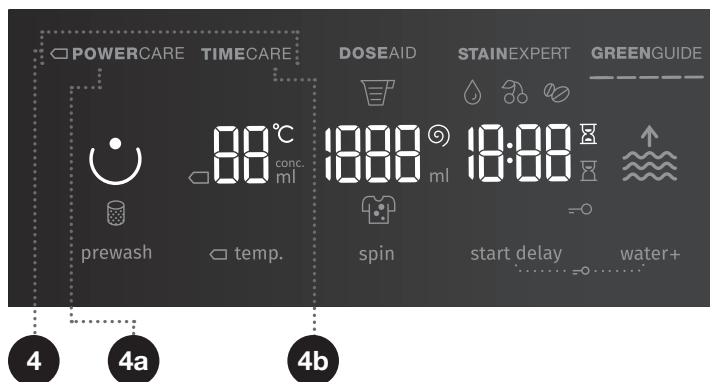 POWERCARE TIMECARE DOSEAID STAINEXPERT GREENGUIDE
88 °C conc. ml 1888 ml 18:88
prewash temp. spin start delay water+
4 4a 4b